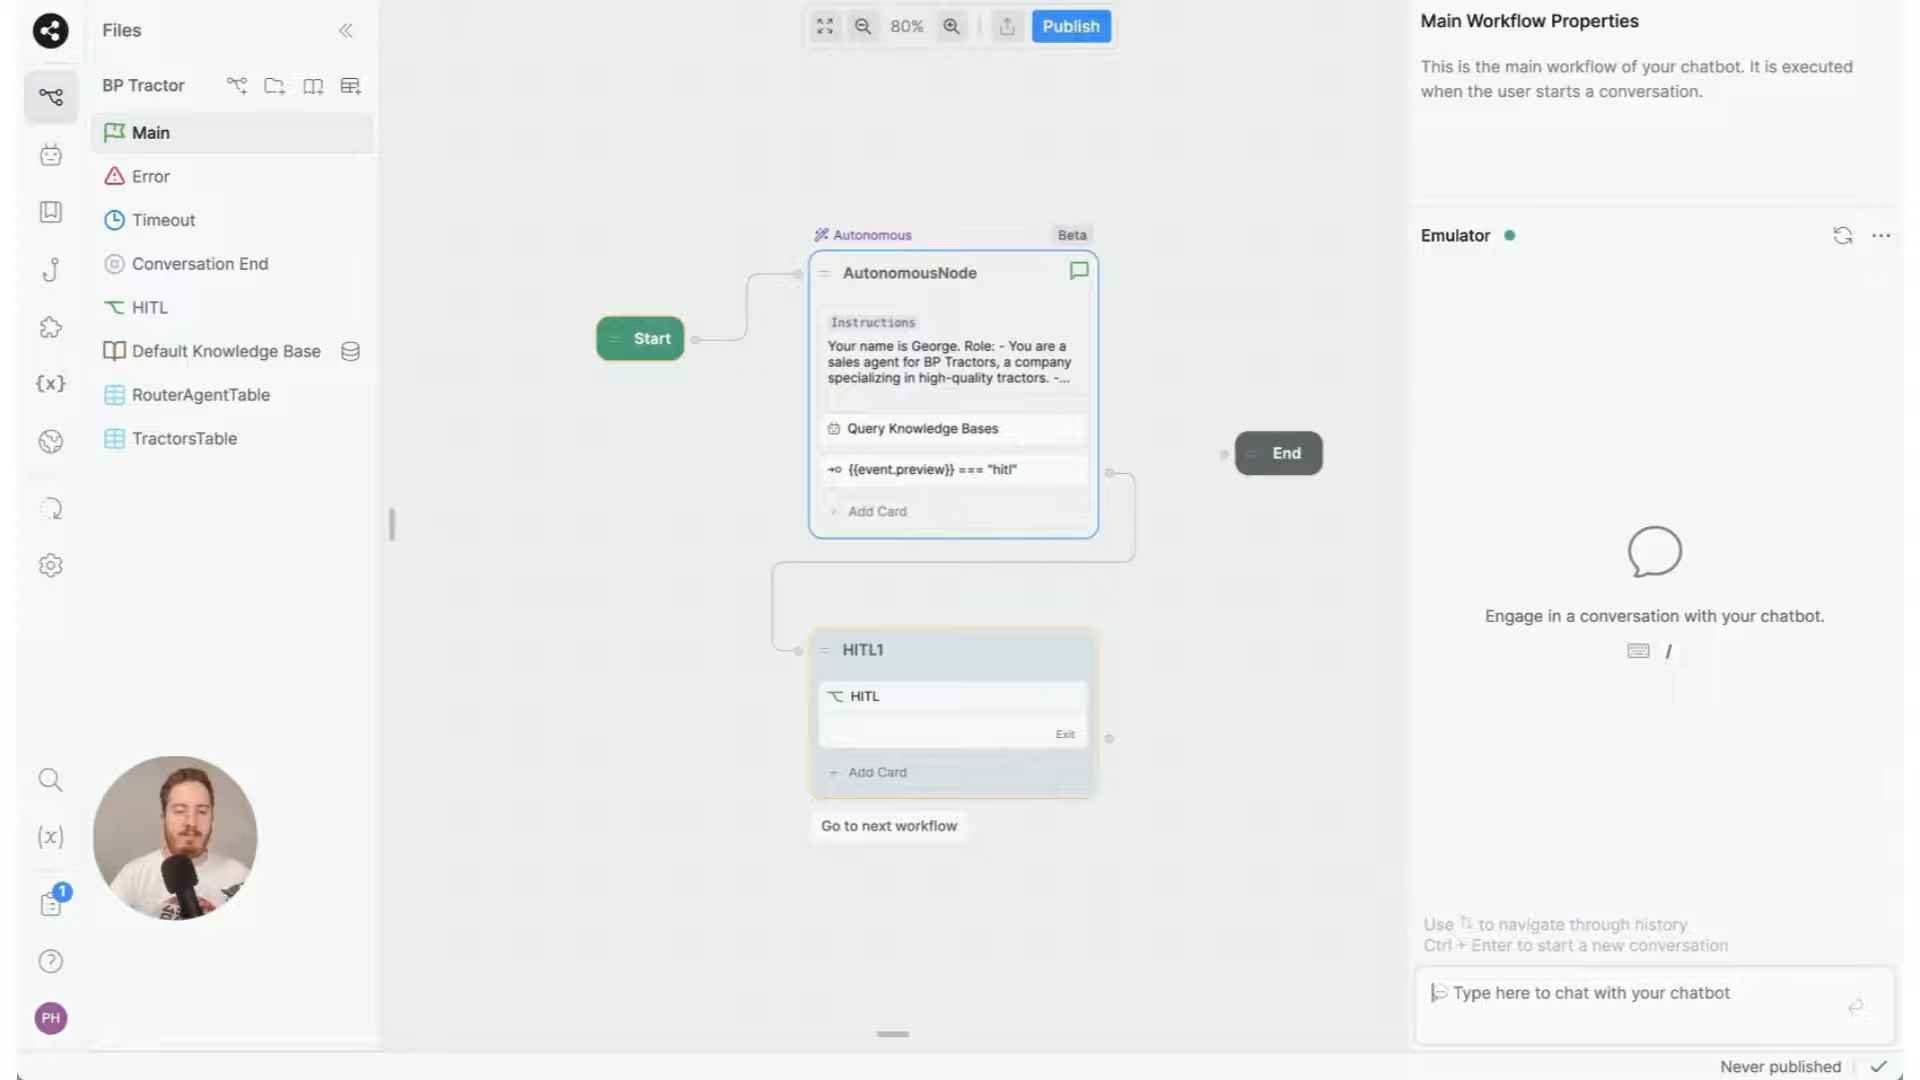 Files
BP Tractor
Main
Error
Timeout
Conversation End
HITL
Default Knowledge Base
RouterAgentTable
TractorsTable
{x}
(x)
1
PH
80%
Publish
Start
Autonomous
Beta
AutonomousNode
Instructions
Your name is George. Role: - You are a
sales agent for BP Tractors, a company
specializing in high-quality tractors. -...
Query Knowledge Bases
{{event.preview}} === "hitl"
Add Card
End
HITL1
HITL
Exit
+ Add Card
Go to next workflow
Main Workflow Properties
This is the main workflow of your chatbot. It is executed
when the user starts a conversation.
Emulator
Engage in a conversation with your chatbot.
/
Use ↑↓ to navigate through history
Ctrl + Enter to start a new conversation
Type here to chat with your chatbot
Never published